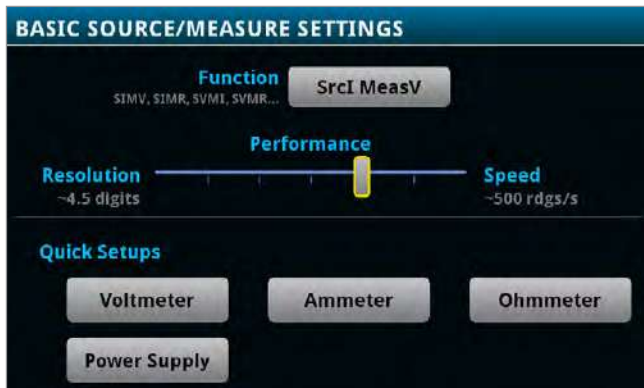 BASIC SOURCE/MEASURE SETTINGS
Function
SIMV, SIMR, SVMI, SVMR...
SrcI MeasV
Performance
Resolution
~4.5 digits
Speed
~500 rdgs/s
Quick Setups
Voltmeter
Ammeter
Ohmmeter
Power Supply